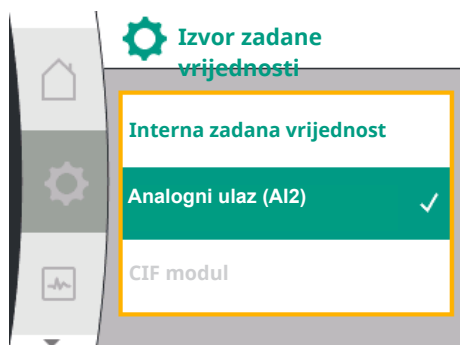 Izvor zadane
vrijednosti
Interna zadana vrijednost
Analogni ulaz (AI2)
CIF modul